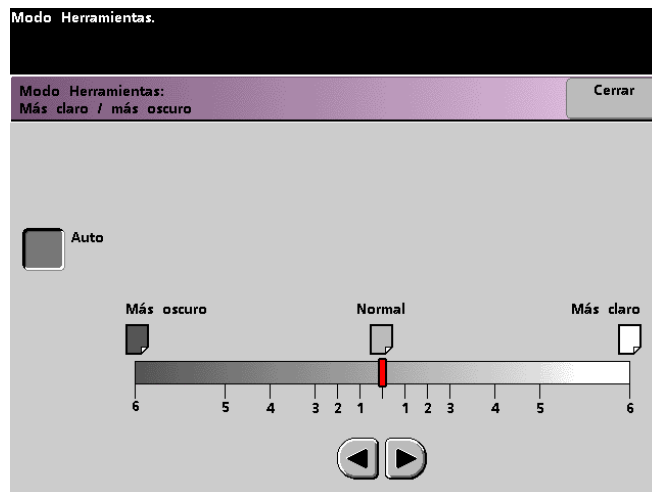 Modo Herramientas.
Modo Herramientas:
Más claro / más oscuro
Cerrar
Auto
Más oscuro
Normal
Más claro
6 5 4 3 2 1 1 2 3 4 5 6